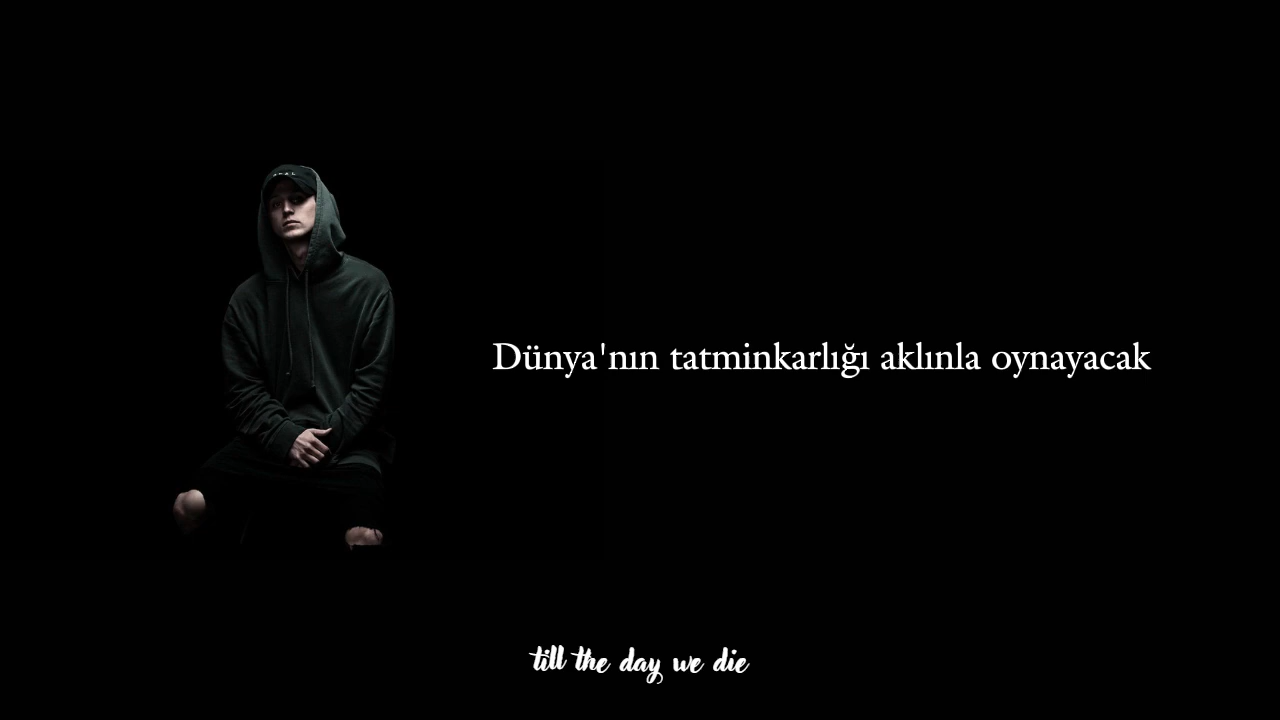 Dünya'nın tatminkarlığı aklınla oynayacak
till the day we die